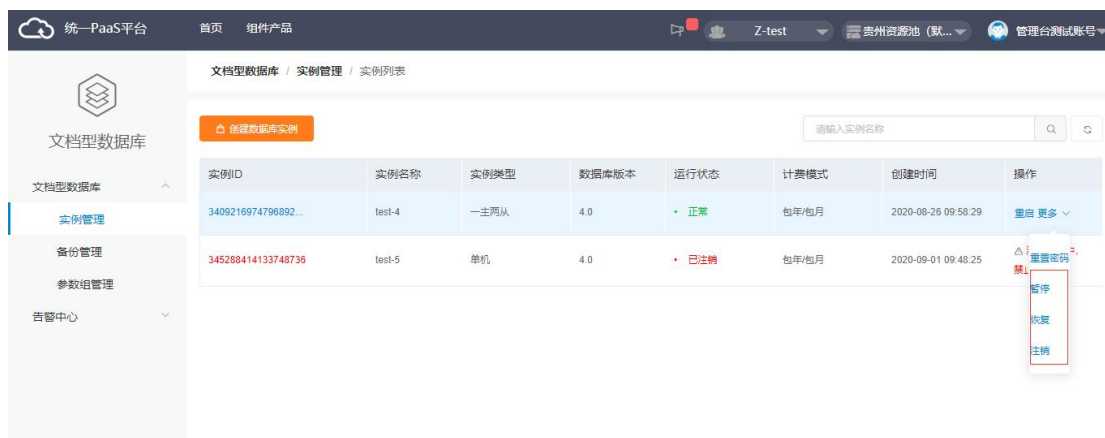 统一PaaS平台 首页 组件产品 Z-test 贵州资源池（默... 管理台测试账号
文档型数据库 / 实例管理 / 实例列表
文档型数据库
创建数据库实例 请输入实例名称
实例ID 实例名称 实例类型 数据库版本 运行状态 计费模式 创建时间 操作
文档型数据库
3409216974796892... test-4 一主两从 4.0 正常 包年/包月 2020-08-26 09:58:29 重启 更多
实例管理
备份管理
345288414133748736 test-5 单机 4.0 已注销 包年/包月 2020-09-01 09:48:25
重置密码
参数组管理
暂停
告警中心
恢复
注销